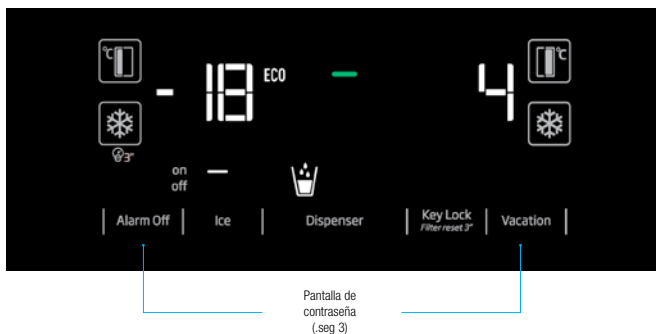 °C °C
- 18 ECO 4
3"
on
off
Alarm Off Ice Dispenser Key Lock Vacation
Filter reset 3"
Pantalla de
contraseña
(.seg 3)